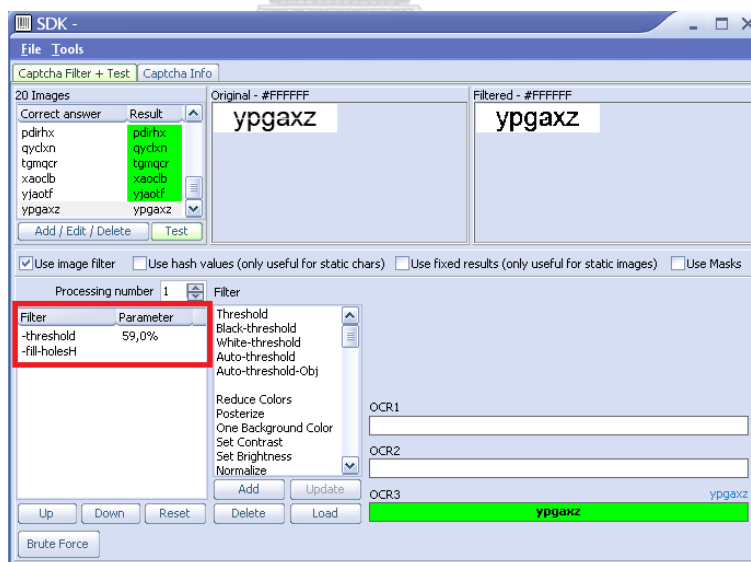 SDK -
File Tools
Captcha Filter + Test Captcha Info
20 Images
Correct answer Result
pdirhx pdirhx
qyclxn qyclxn
tgmqcr tgmqcr
xaoclb xaoclb
yjaotf yjaotf
ypgaxz ypgaxz
Add / Edit / Delete Test
Original - #FFFFFF
ypgaxz
Filtered - #FFFFFF
ypgaxz
Use image filter Use hash values (only useful for static chars) Use fixed results (only useful for static images) Use Masks
Processing number 1
Filter Parameter
-threshold 59,0%
-fill-holesH
Up Down Reset
Brute Force
Filter
Threshold
Black-threshold
White-threshold
Auto-threshold
Auto-threshold-Obj
Reduce Colors
Posterize
One Background Color
Set Contrast
Set Brightness
Normalize
Add Update
Delete Load
OCR1
OCR2
OCR3 ypgaxz
ypgaxz